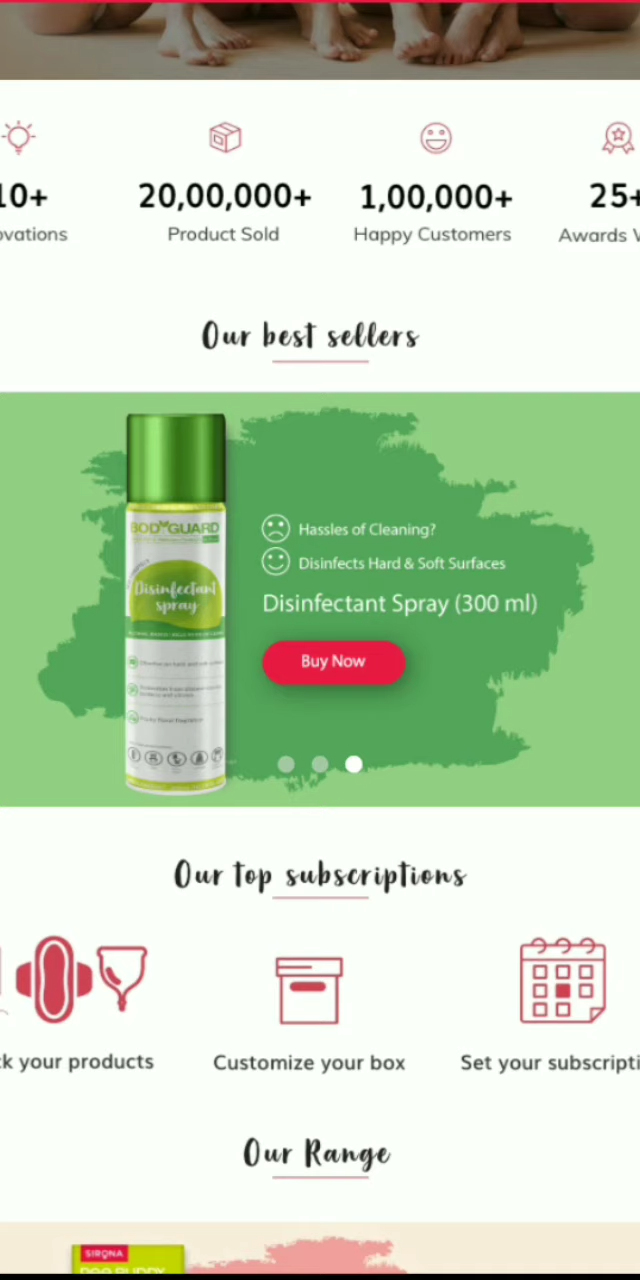 10+
20,00,000+
1,00,000+
25+
ovations
Product Sold
Happy Customers
Awards W
Our best sellers
BODYGUARD
Disinfectant
spray
Hassles of Cleaning?
Disinfects Hard & Soft Surfaces
Disinfectant Spray (300 ml)
Buy Now
Our top subscriptions
ck your products
Customize your box
Set your subscripti
Our Range
SIRONA
PEE BUDDY